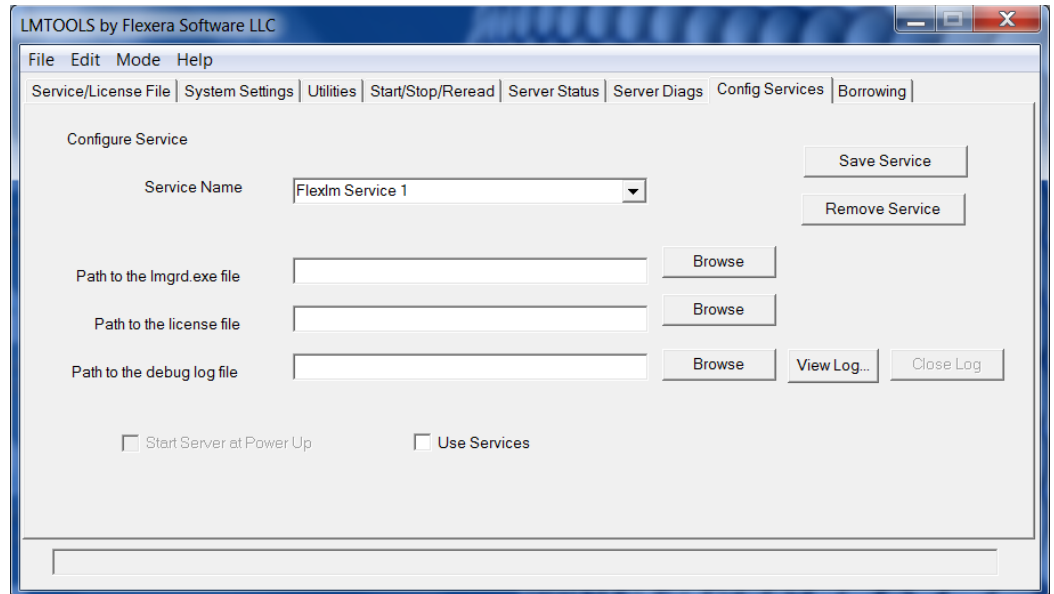 LMTOOLS by Flexera Software LLC
File Edit Mode Help
Service/License File System Settings Utilities Start/Stop/Reread Server Status Server Diags Config Services Borrowing
Configure Service
Save Service
Service Name Flexlm Service 1
Remove Service
Path to the lmgrd.exe file Browse
Path to the license file Browse
Path to the debug log file Browse View Log... Close Log
Start Server at Power Up Use Services